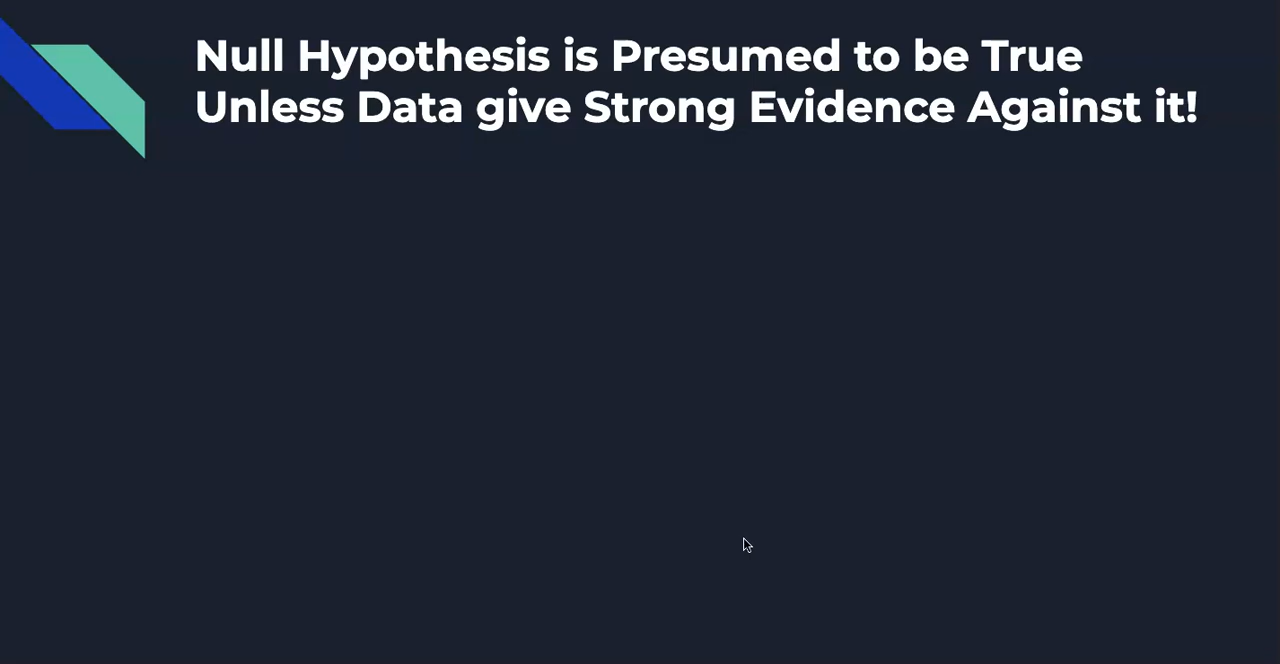 Null Hypothesis is Presumed to be True
Unless Data give Strong Evidence Against it!